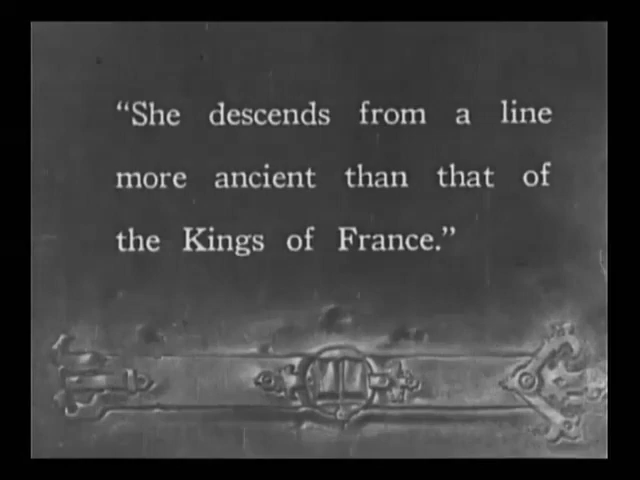 “She descends from a line
more ancient than that of
the Kings of France.”